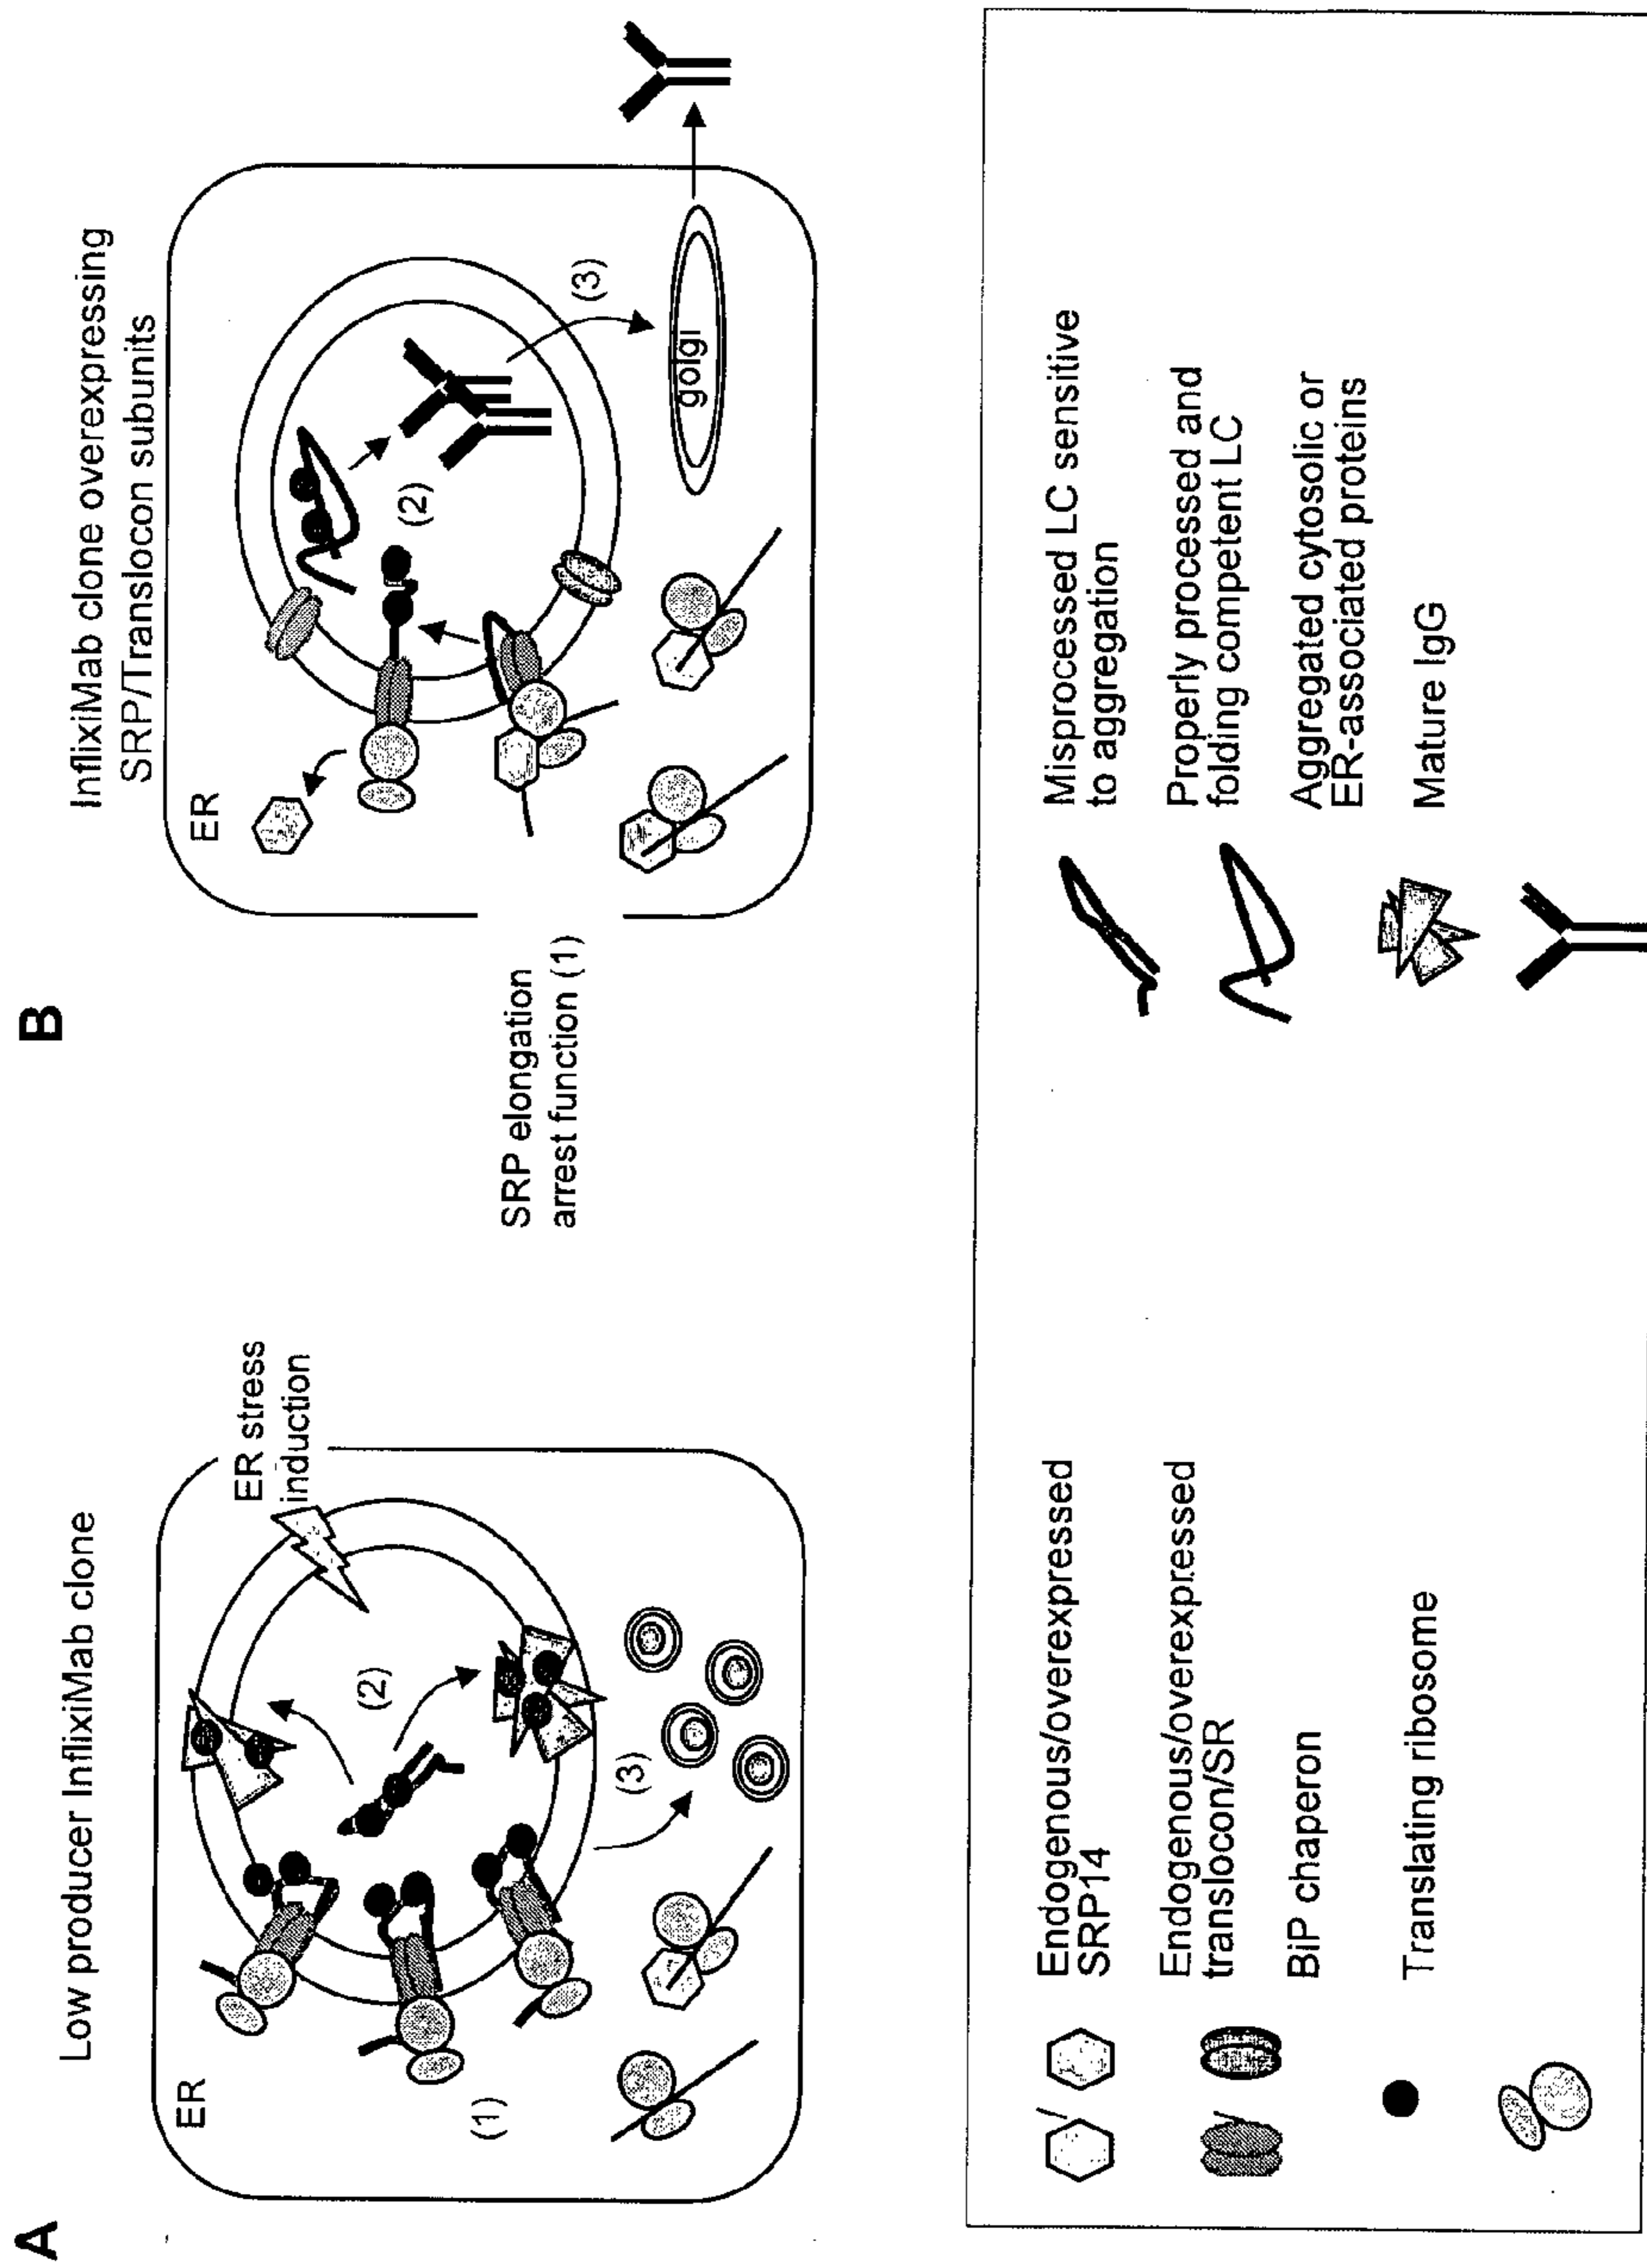 A
Low producer InflixiMab clone
ER
ER stress
induction
(1)
(2)
(3)
B
InflixiMab clone overexpressing
SRP/Translocon subunits
ER
SRP elongation
arrest function (1)
(2)
(3)
golgi
Endogenous/overexpressed
SRP14
Endogenous/overexpressed
translocon/SR
BiP chaperon
Translating ribosome
Misprocessed LC sensitive
to aggregation
Properly processed and
folding competent LC
Aggregated cytosolic or
ER-associated proteins
Mature IgG